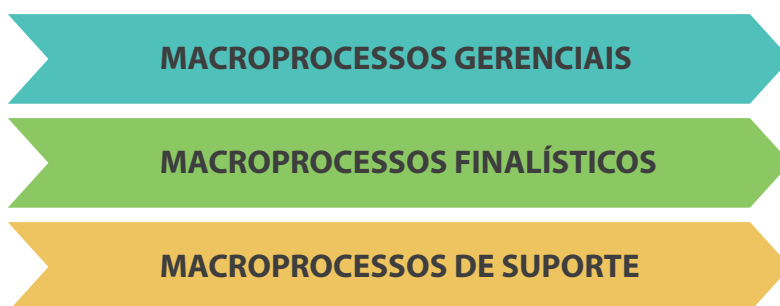 MACROPROCESSOS GERENCIAIS
MACROPROCESSOS FINALÍSTICOS
MACROPROCESSOS DE SUPORTE